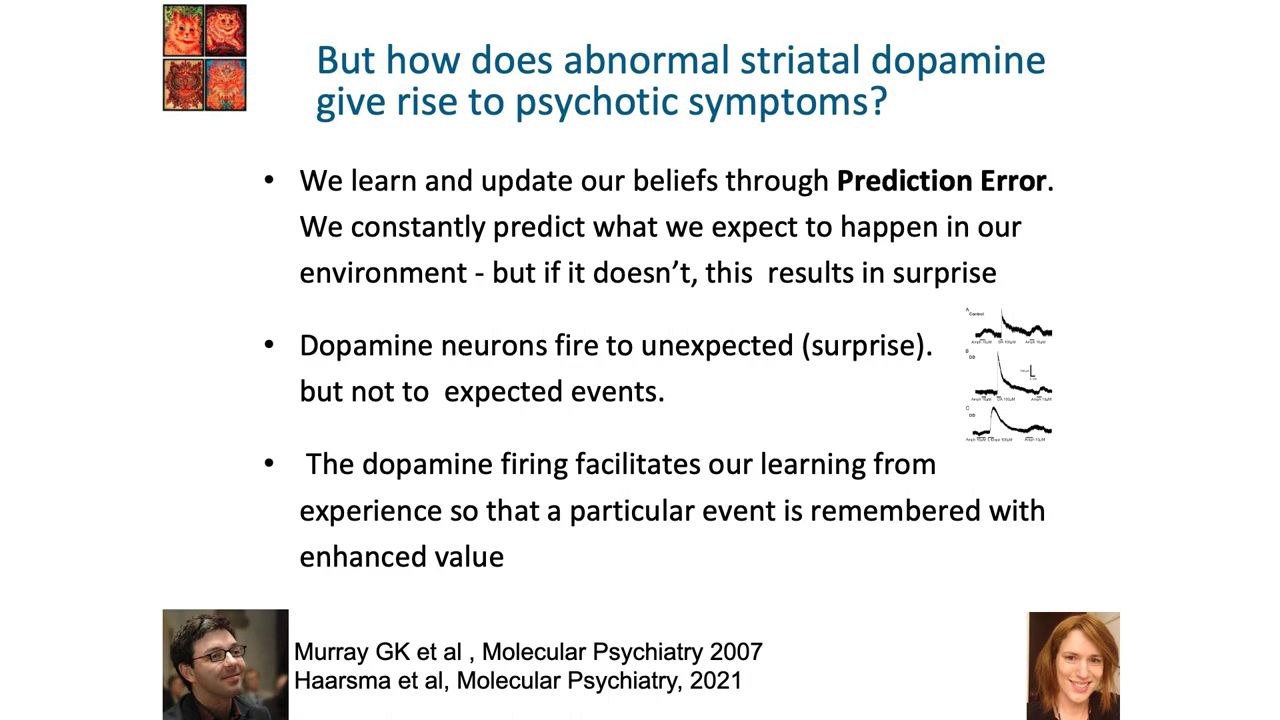 But how does abnormal striatal dopamine
give rise to psychotic symptoms?
• We learn and update our beliefs through Prediction Error.
We constantly predict what we expect to happen in our
environment - but if it doesn’t, this  results in surprise
• Dopamine neurons fire to unexpected (surprise).
but not to  expected events.
A
Control
B
DD
C
DD
• The dopamine firing facilitates our learning from
experience so that a particular event is remembered with
enhanced value
Murray GK et al , Molecular Psychiatry 2007
Haarsma et al, Molecular Psychiatry, 2021